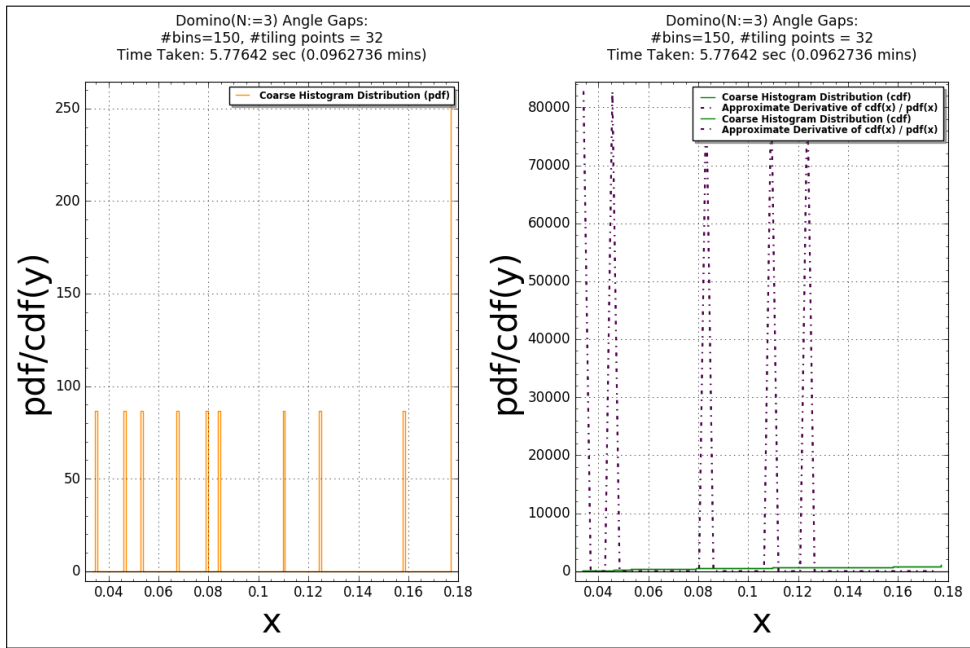 Domino(N:=3) Angle Gaps:
#bins=150, #tiling points = 32
Time Taken: 5.77642 sec (0.0962736 mins)
Coarse Histogram Distribution (pdf)
250
200
150
100
50
0
pdf/cdf(y)
0.04 0.06 0.08 0.1 0.12 0.14 0.16 0.18
x
Domino(N:=3) Angle Gaps:
#bins=150, #tiling points = 32
Time Taken: 5.77642 sec (0.0962736 mins)
Coarse Histogram Distribution (cdf)
Approximate Derivative of cdf(x) / pdf(x)
Coarse Histogram Distribution (cdf)
Approximate Derivative of cdf(x) / pdf(x)
80000
70000
60000
50000
40000
30000
20000
10000
0
pdf/cdf(y)
0.04 0.06 0.08 0.1 0.12 0.14 0.16 0.18
x